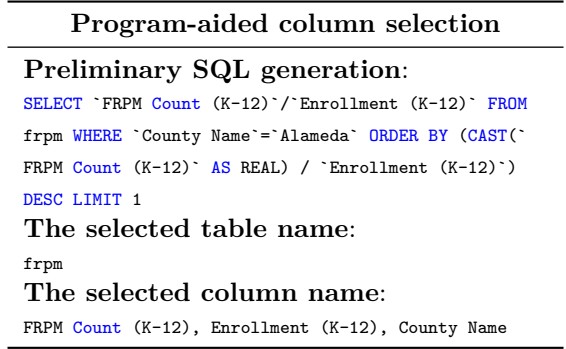 Program-aided column selection
Preliminary SQL generation:
SELECT `FRPM Count (K-12)`/`Enrollment (K-12)` FROM
frpm WHERE `County Name`=`Alameda` ORDER BY (CAST(`
FRPM Count (K-12)` AS REAL) / `Enrollment (K-12)`)
DESC LIMIT 1
The selected table name:
frpm
The selected column name:
FRPM Count (K-12), Enrollment (K-12), County Name